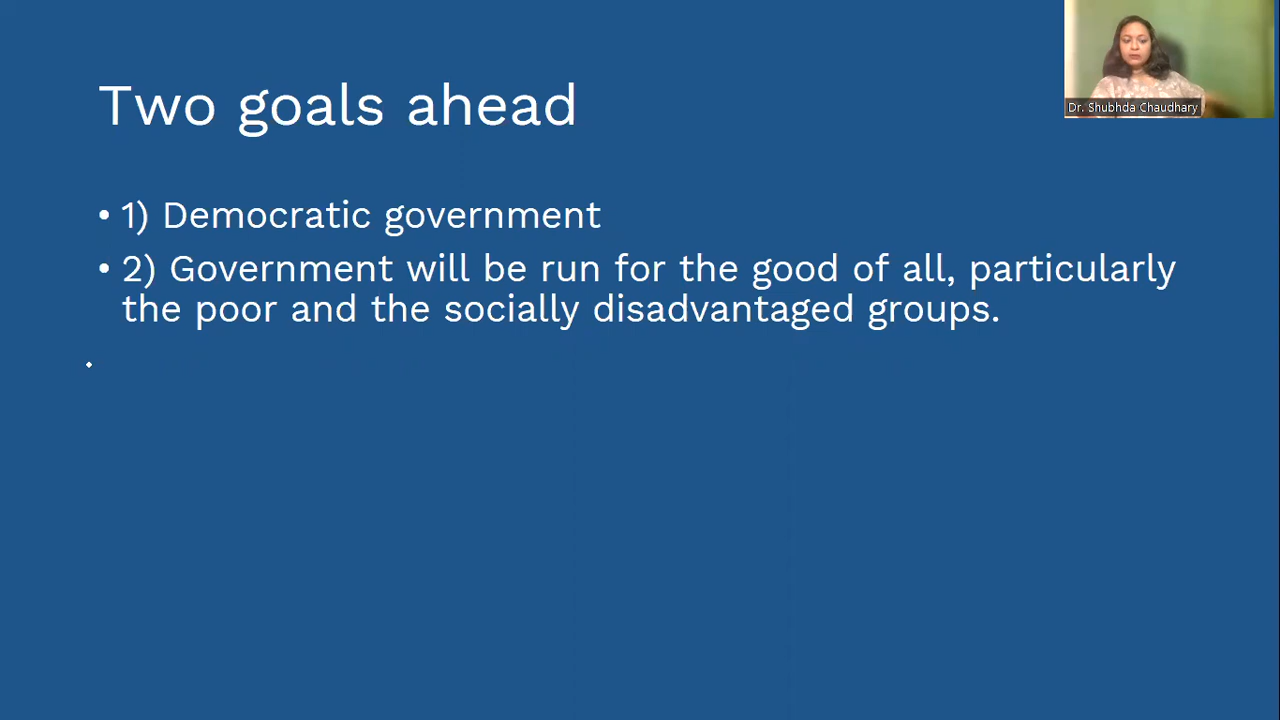 Two goals ahead
Dr. Shubhda Chaudhary
• 1) Democratic government
• 2) Government will be run for the good of all, particularly
the poor and the socially disadvantaged groups.